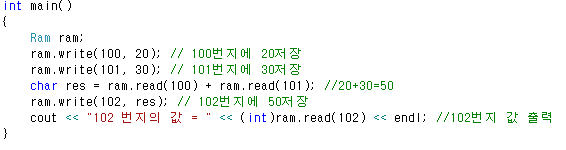 int main()
{
Ram ram;
ram.write(100, 20); // 100번지에 20저장
ram.write(101, 30); // 101번지에 30저장
char res = ram.read(100) + ram.read(101); //20+30=50
ram.write(102, res); // 102번지에 50저장
cout << "102 번지의 값 = " << (int)ram.read(102) << endl; //102번지 값 출력
}